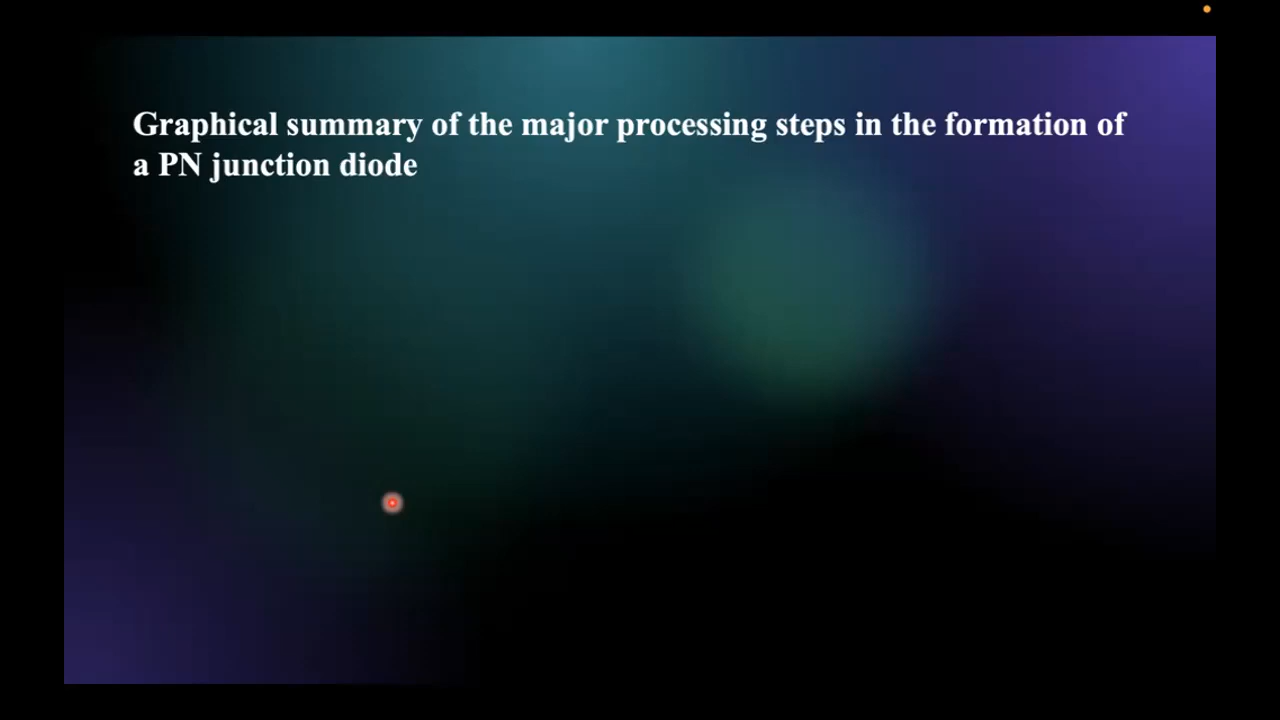 Graphical summary of the major processing steps in the formation of
a PN junction diode